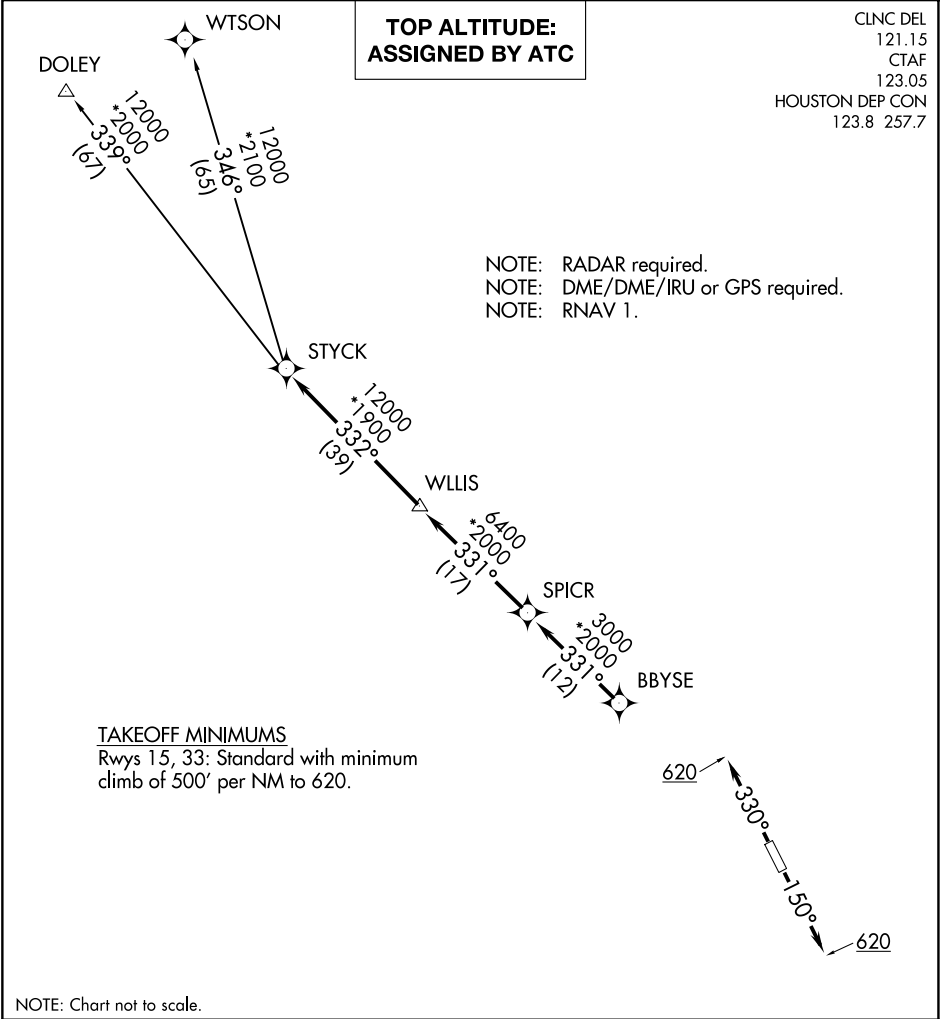 TOP ALTITUDE:
ASSIGNED BY ATC
CLNC DEL
121.15
CTAF
123.05
HOUSTON DEP CON
123.8 257.7
WTSON
DOLEY
12000
*2000
339°
(67)
12000
*2100
346°
(65)
NOTE: RADAR required.
NOTE: DME/DME/IRU or GPS required.
NOTE: RNAV 1.
STYCK
12000
*1900
332°
(39)
WLLIS
6400
*2000
331°
(17)
SPICR
3000
*2000
331°
(12)
BBYSE
TAKEOFF MINIMUMS
Rwys 15, 33: Standard with minimum
climb of 500' per NM to 620.
620
330°
150°
620
NOTE: Chart not to scale.